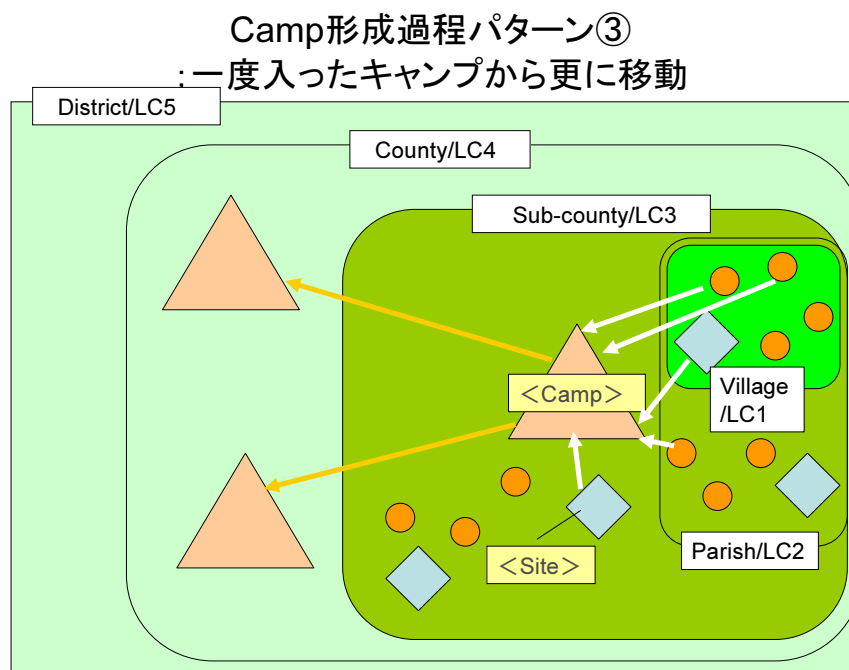 Camp形成過程パターン③
：一度入ったキャンプから更に移動
District/LC5
County/LC4
Sub-county/LC3
＜Camp＞
Village
/LC1
＜Site＞
Parish/LC2